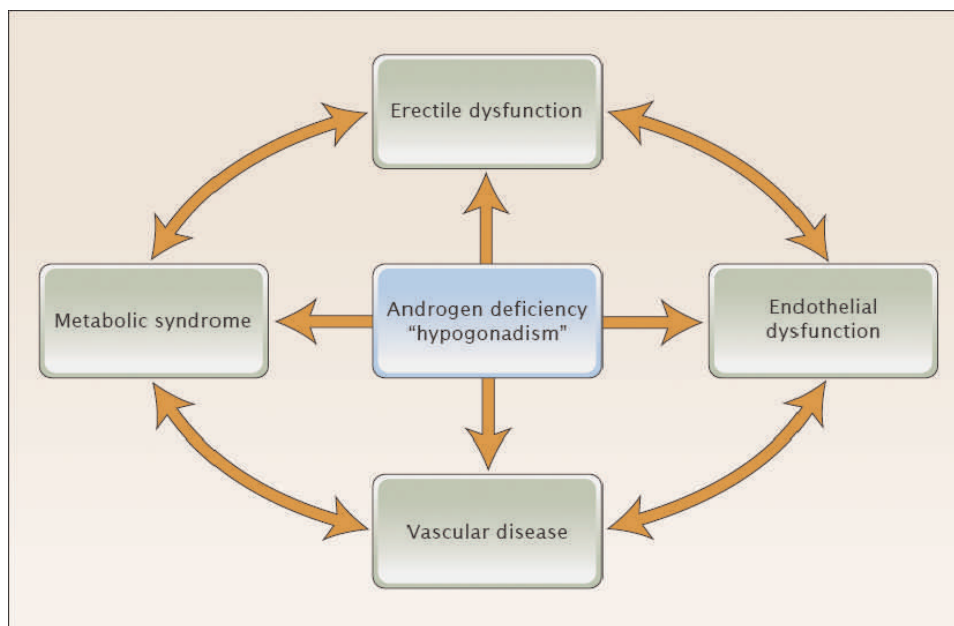 Erectile dysfunction
Metabolic syndrome
Androgen deficiency
“hypogonadism”
Endothelial
dysfunction
Vascular disease